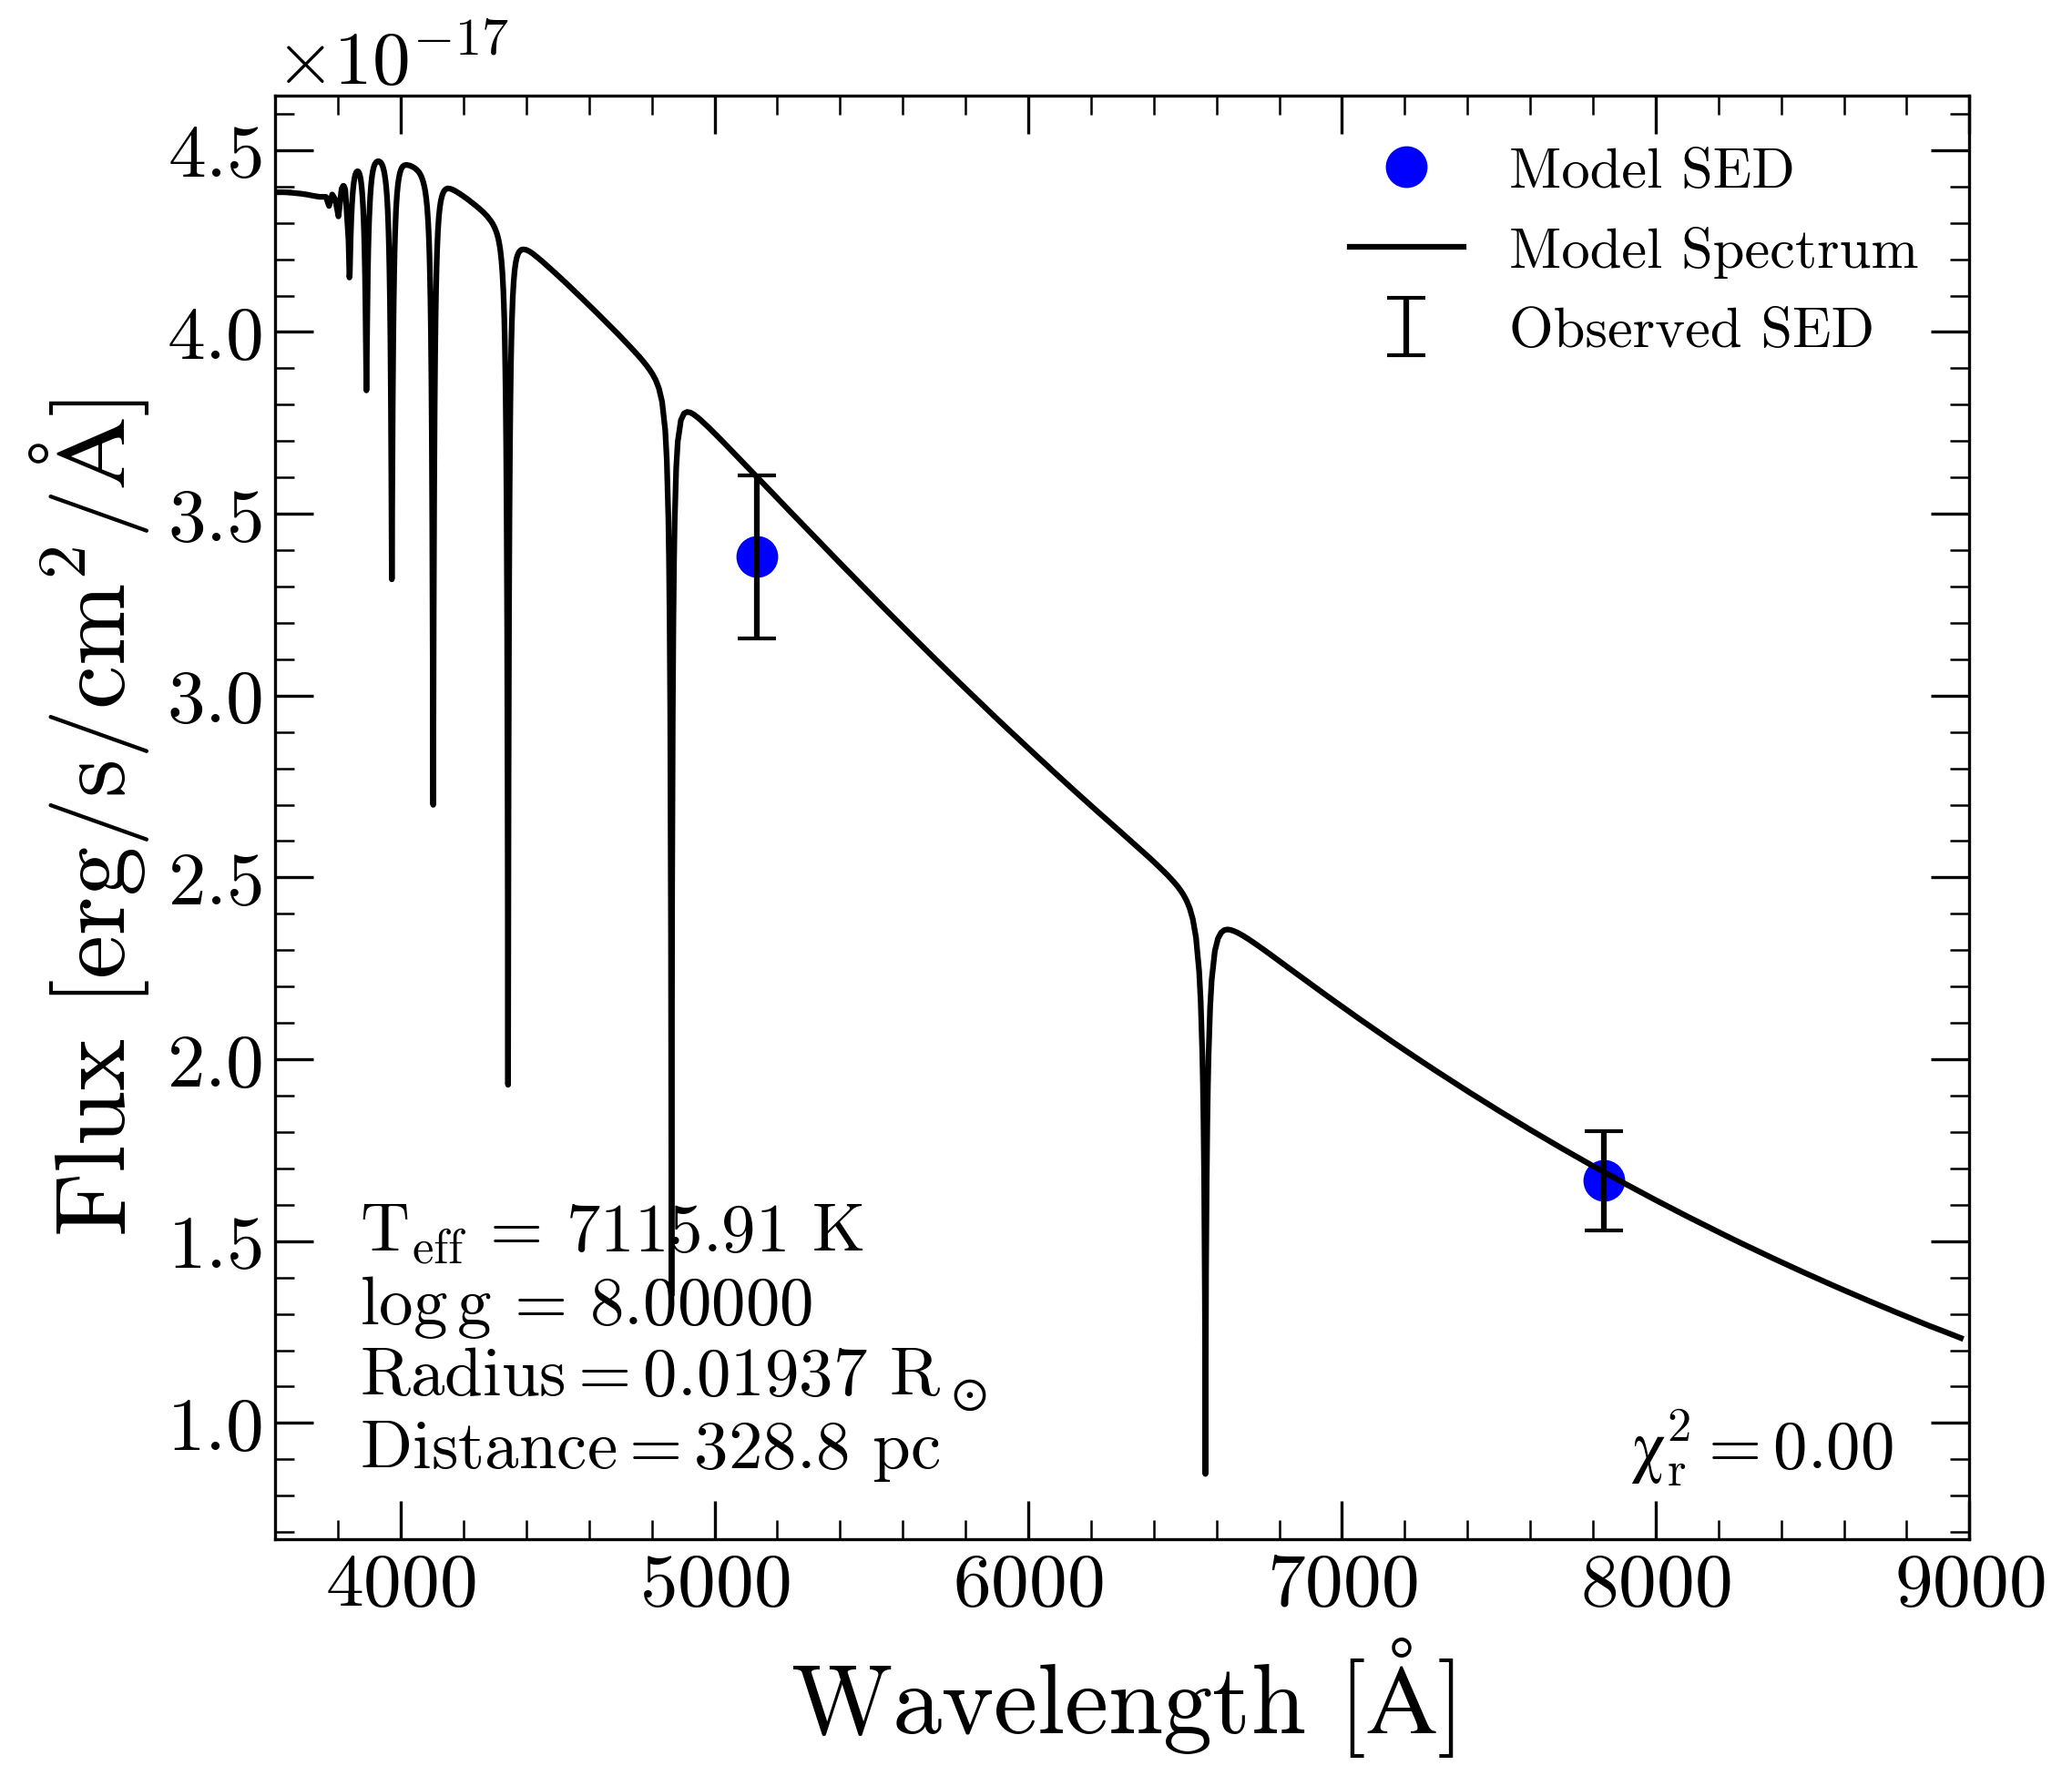 ×10⁻¹⁷
4.5
4.0
3.5
3.0
2.5
2.0
1.5
1.0
Flux [erg/s/cm²/Å]
Model SED
Model Spectrum
Observed SED
T_eff = 7115.91 K
log g = 8.00000
Radius = 0.01937 R_⊙
Distance = 328.8 pc
χ²_r = 0.00
4000 5000 6000 7000 8000 9000
Wavelength [Å]